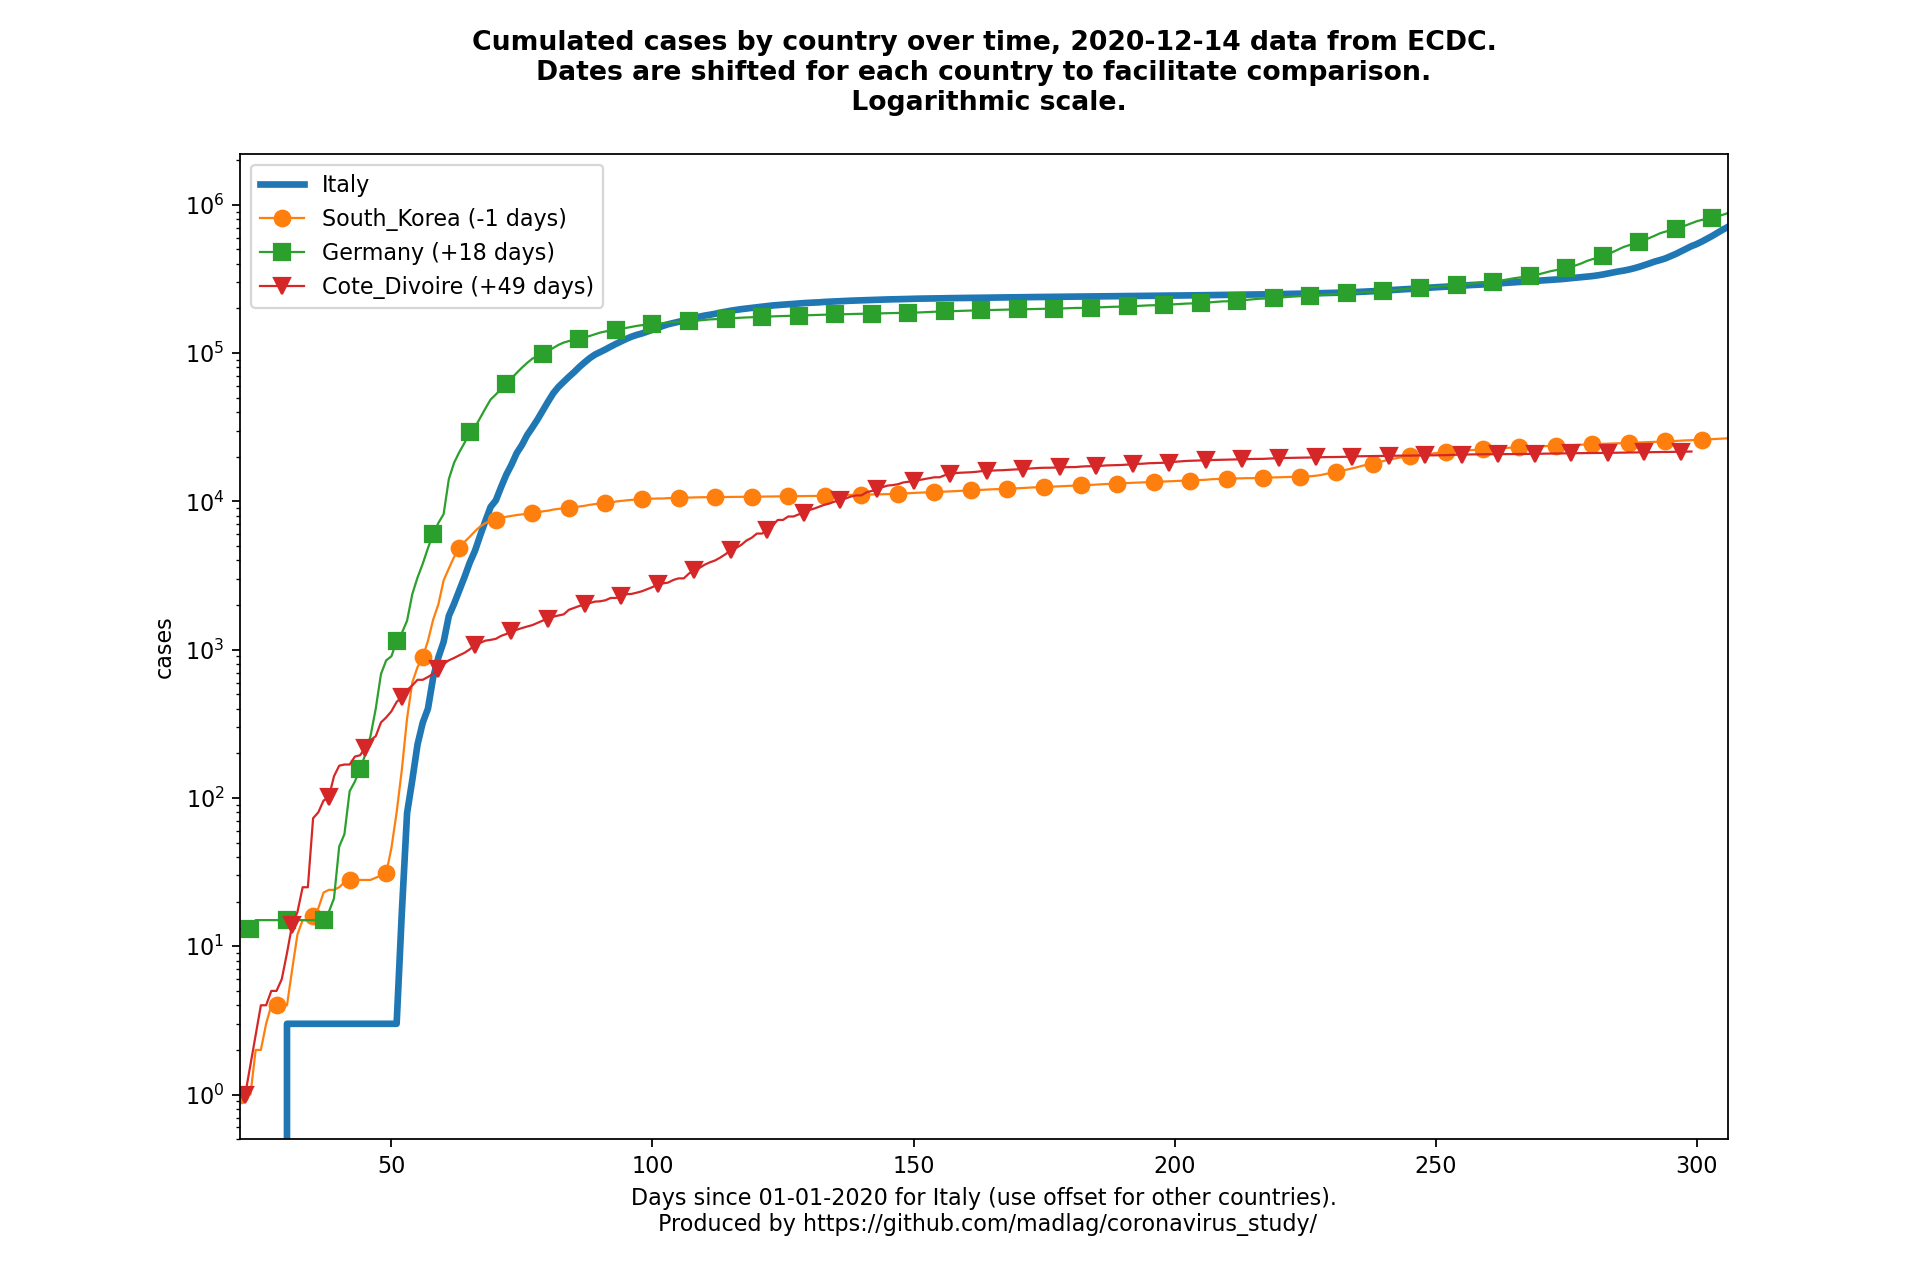 Cumulated cases by country over time, 2020-12-14 data from ECDC.
Dates are shifted for each country to facilitate comparison.
Logarithmic scale.
Italy
South_Korea (-1 days)
Germany (+18 days)
Cote_Divoire (+49 days)
10^6
10^5
10^4
10^3
10^2
10^1
10^0
cases
50 100 150 200 250 300
Days since 01-01-2020 for Italy (use offset for other countries).
Produced by https://github.com/madlag/coronavirus_study/